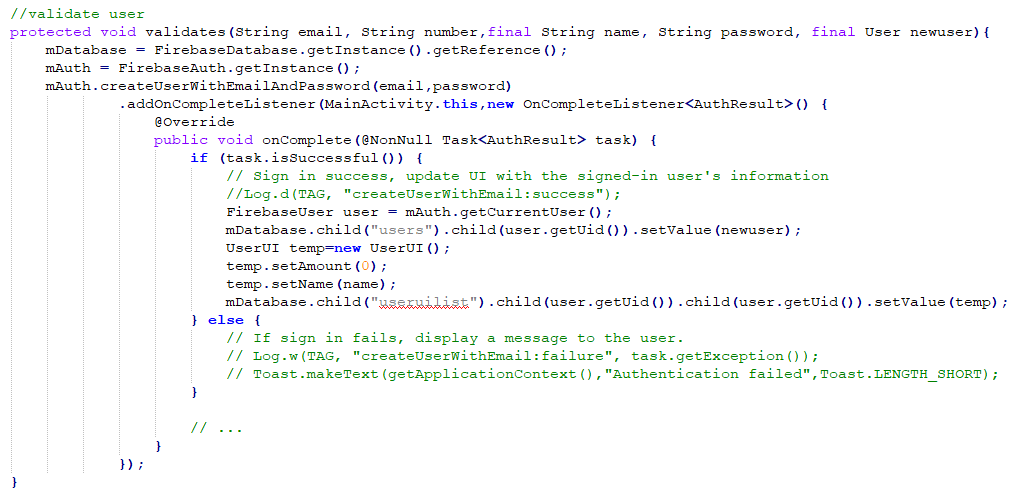 //validate user
protected void validates(String email, String number,final String name, String password, final User newuser){
    mDatabase = FirebaseDatabase.getInstance().getReference();
    mAuth = FirebaseAuth.getInstance();
    mAuth.createUserWithEmailAndPassword(email,password)
            .addOnCompleteListener(MainActivity.this,new OnCompleteListener<AuthResult>() {
                @Override
                public void onComplete(@NonNull Task<AuthResult> task) {
                    if (task.isSuccessful()) {
                        // Sign in success, update UI with the signed-in user's information
                        //Log.d(TAG, "createUserWithEmail:success");
                        FirebaseUser user = mAuth.getCurrentUser();
                        mDatabase.child("users").child(user.getUid()).setValue(newuser);
                        UserUI temp=new UserUI();
                        temp.setAmount(0);
                        temp.setName(name);
                        mDatabase.child("useruilist").child(user.getUid()).child(user.getUid()).setValue(temp);
                    } else {
                        // If sign in fails, display a message to the user.
                        // Log.w(TAG, "createUserWithEmail:failure", task.getException());
                        // Toast.makeText(getApplicationContext(),"Authentication failed",Toast.LENGTH_SHORT);
                    }

                    // ...
                }
            });
}